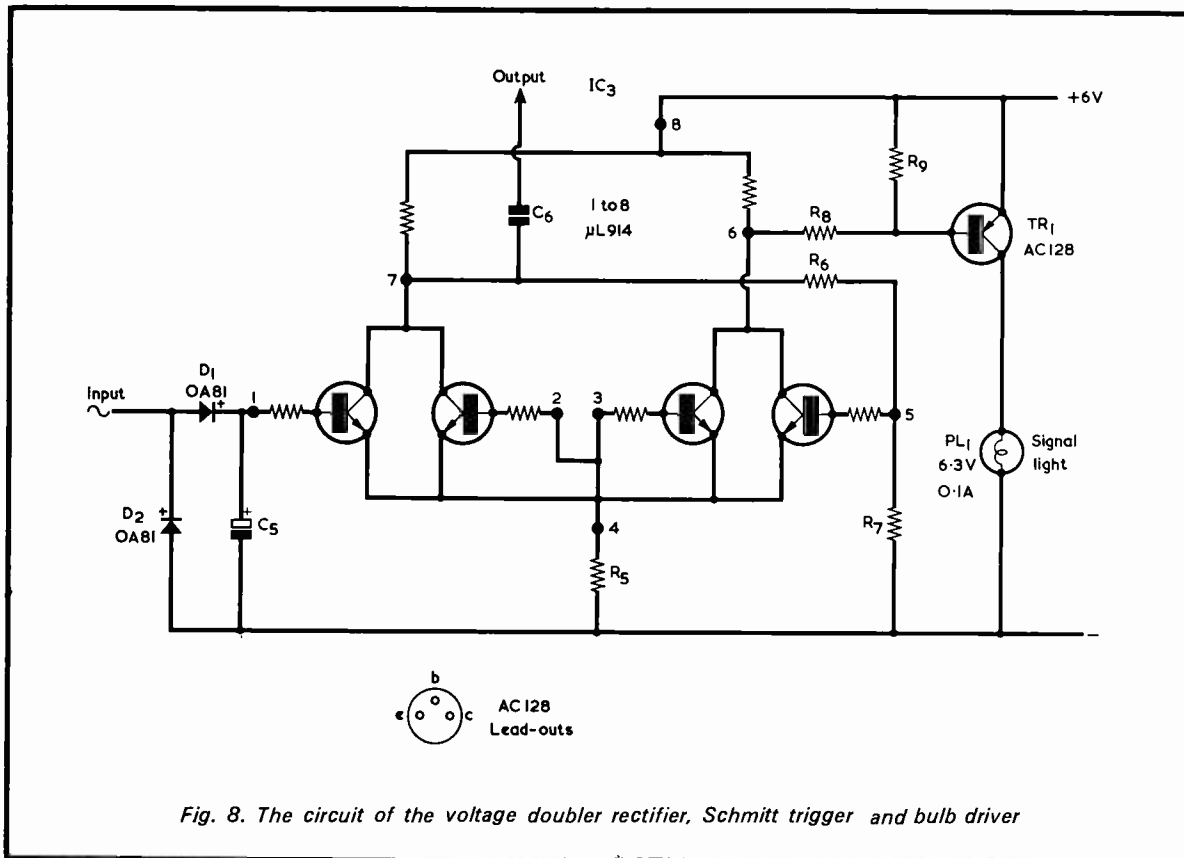 Output
IC3
+6V
8
R9
C6
1 to 8
μL914
6
R8
TR1
AC128
R6
7
D1
OA81
Input
1
2
3
5
PL1
6·3V
0·1A
Signal
light
D2
OA81
C5
4
R7
R5
+
+
+
−
b
e
c
AC128
Lead-outs
Fig. 8. The circuit of the voltage doubler rectifier, Schmitt trigger and bulb driver